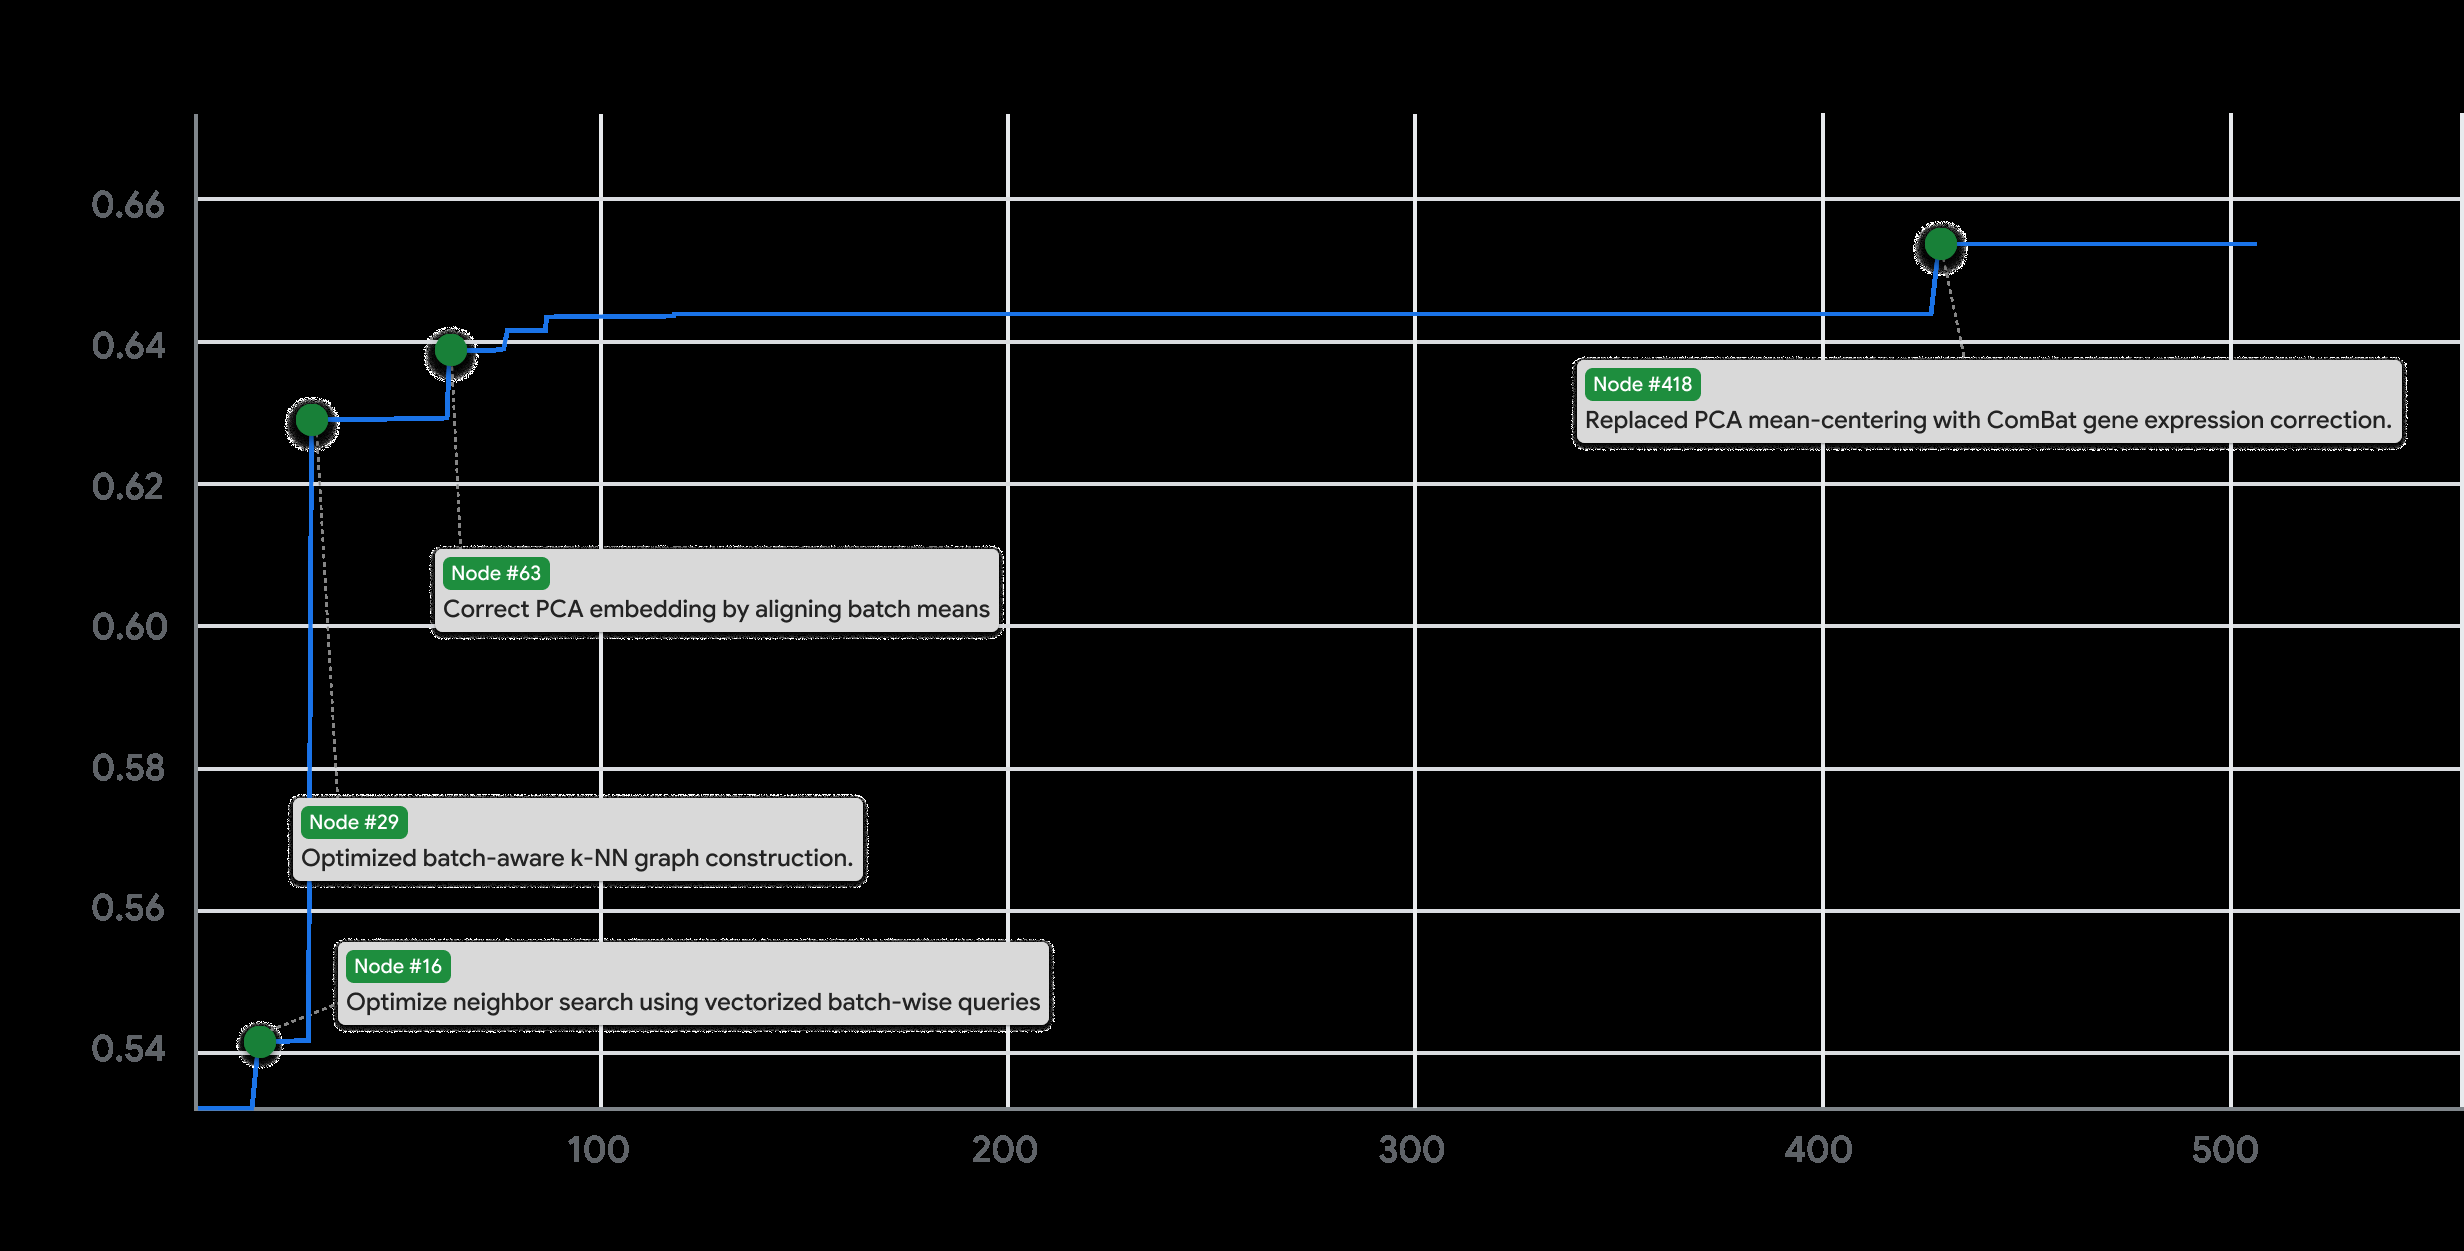 0.66
0.64
Node #418
Replaced PCA mean-centering with ComBat gene expression correction.
0.62
Node #63
Correct PCA embedding by aligning batch means
0.60
0.58
Node #29
Optimized batch-aware k-NN graph construction.
0.56
Node #16
Optimize neighbor search using vectorized batch-wise queries
0.54
100 200 300 400 500